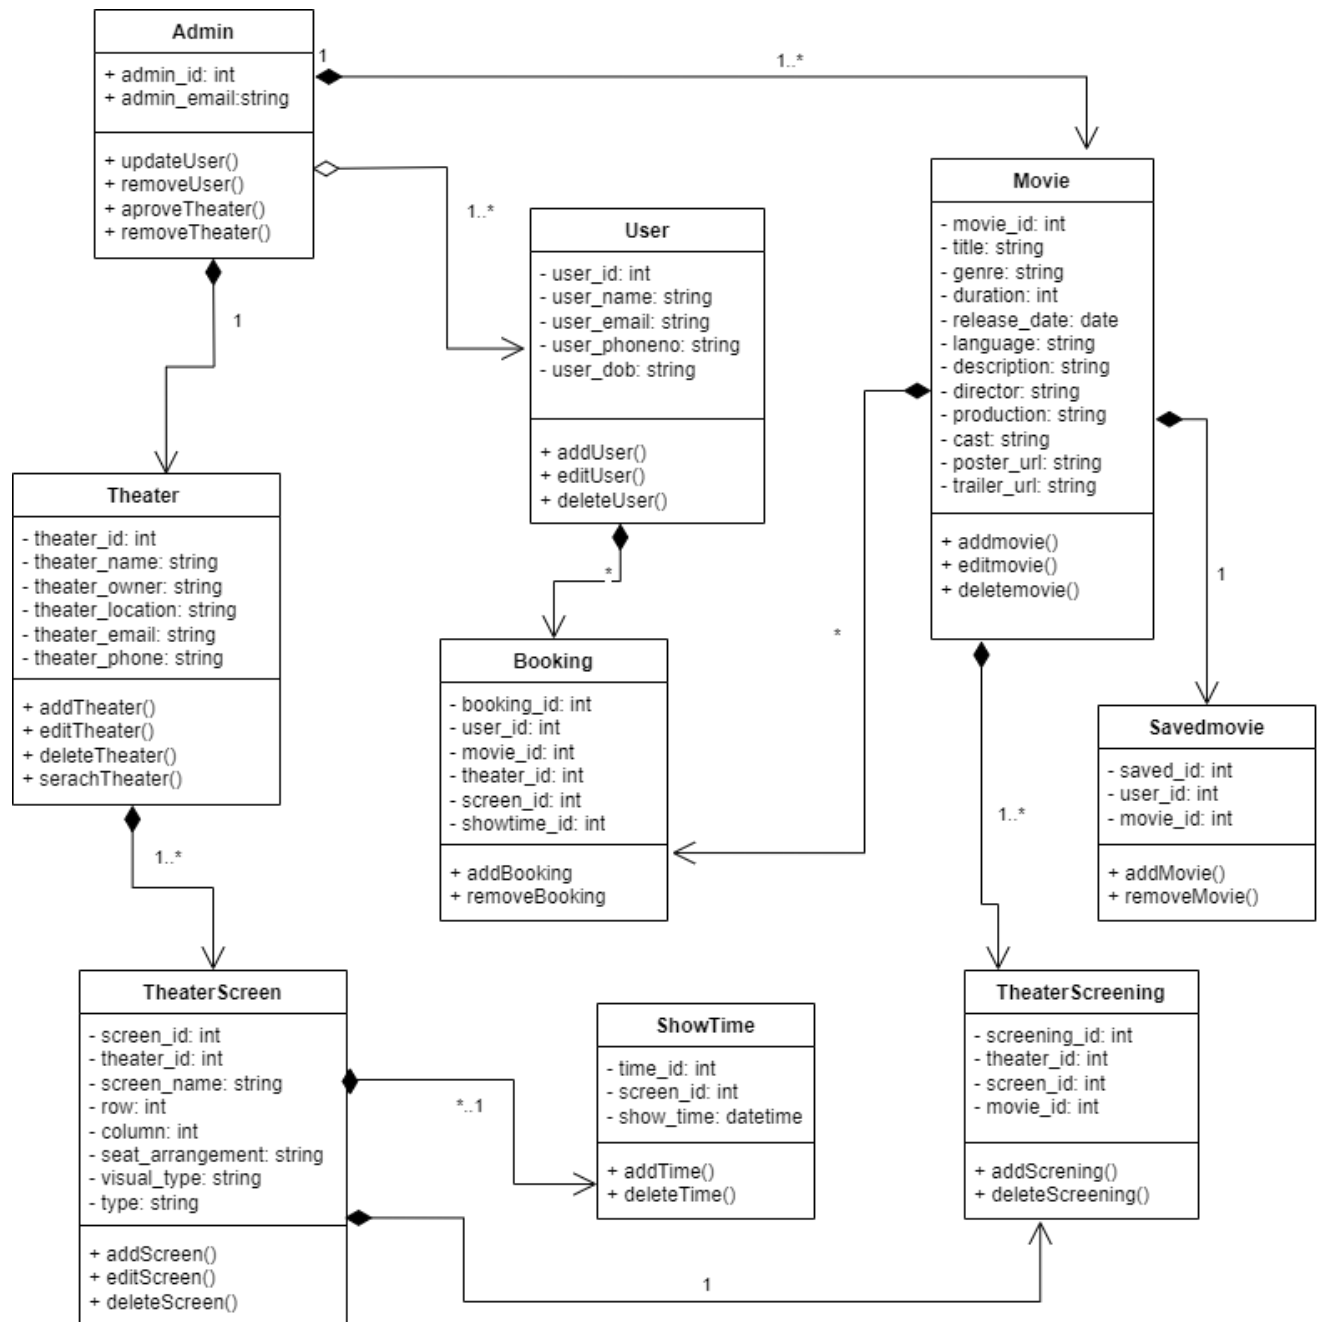 Admin
+ admin_id: int
+ admin_email:string
+ updateUser()
+ removeUser()
+ aproveTheater()
+ removeTheater()
1
1..*
1..*
1
Movie
- movie_id: int
- title: string
- genre: string
- duration: int
- release_date: date
- language: string
- description: string
- director: string
- production: string
- cast: string
- poster_url: string
- trailer_url: string
+ addmovie()
+ editmovie()
+ deletemovie()
User
- user_id: int
- user_name: string
- user_email: string
- user_phoneno: string
- user_dob: string
+ addUser()
+ editUser()
+ deleteUser()
*
*
1
1..*
Theater
- theater_id: int
- theater_name: string
- theater_owner: string
- theater_location: string
- theater_email: string
- theater_phone: string
+ addTheater()
+ editTheater()
+ deleteTheater()
+ serachTheater()
1..*
Booking
- booking_id: int
- user_id: int
- movie_id: int
- theater_id: int
- screen_id: int
- showtime_id: int
+ addBooking
+ removeBooking
Savedmovie
- saved_id: int
- user_id: int
- movie_id: int
+ addMovie()
+ removeMovie()
TheaterScreen
- screen_id: int
- theater_id: int
- screen_name: string
- row: int
- column: int
- seat_arrangement: string
- visual_type: string
- type: string
+ addScreen()
+ editScreen()
+ deleteScreen()
*..1
1
ShowTime
- time_id: int
- screen_id: int
- show_time: datetime
+ addTime()
+ deleteTime()
TheaterScreening
- screening_id: int
- theater_id: int
- screen_id: int
- movie_id: int
+ addScrening()
+ deleteScreening()